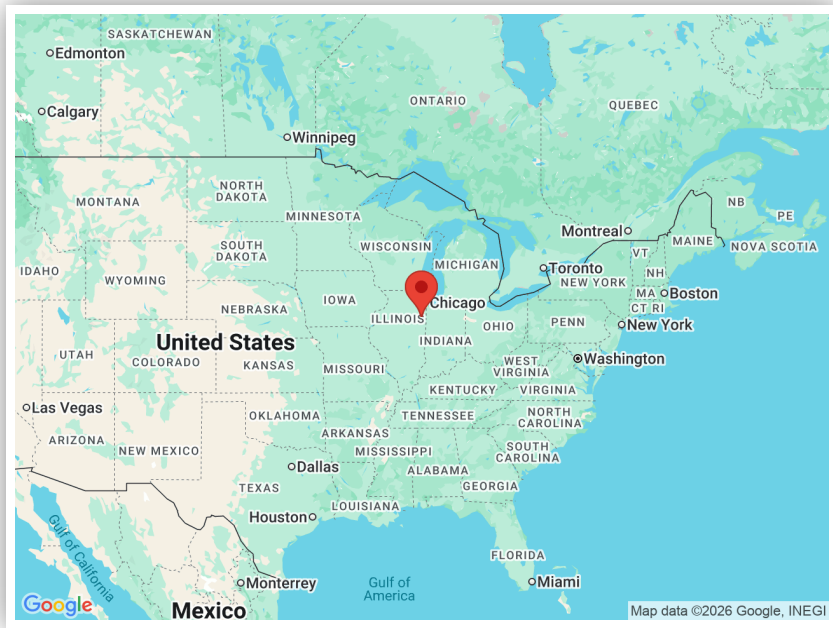 SASKATCHEWAN
Edmonton
Calgary
ONTARIO
QUEBEC
Winnipeg
NORTH
DAKOTA
MONTANA
MINNESOTA
NB
PE
Montreal
MAINE
NOVA SCOTIA
WISCONSIN
SOUTH
DAKOTA
VT
MICHIGAN
Toronto
IDAHO
NH
WYOMING
NEW YORK
MA
Boston
IOWA
Chicago
CT RI
NEBRASKA
ILLINOIS
OHIO
PENN
New York
United States
INDIANA
UTAH
COLORADO
KANSAS
MISSOURI
WEST
VIRGINIA
Washington
KENTUCKY
VIRGINIA
Las Vegas
OKLAHOMA
TENNESSEE
NORTH
CAROLINA
ARIZONA
NEW MEXICO
ARKANSAS
MISSISSIPPI
SOUTH
CAROLINA
Dallas
ALABAMA
TEXAS
GEORGIA
LOUISIANA
Houston
Gulf of California
FLORIDA
Monterrey
Gulf of
America
Miami
Google
Mexico
Map data ©2026 Google, INEGI